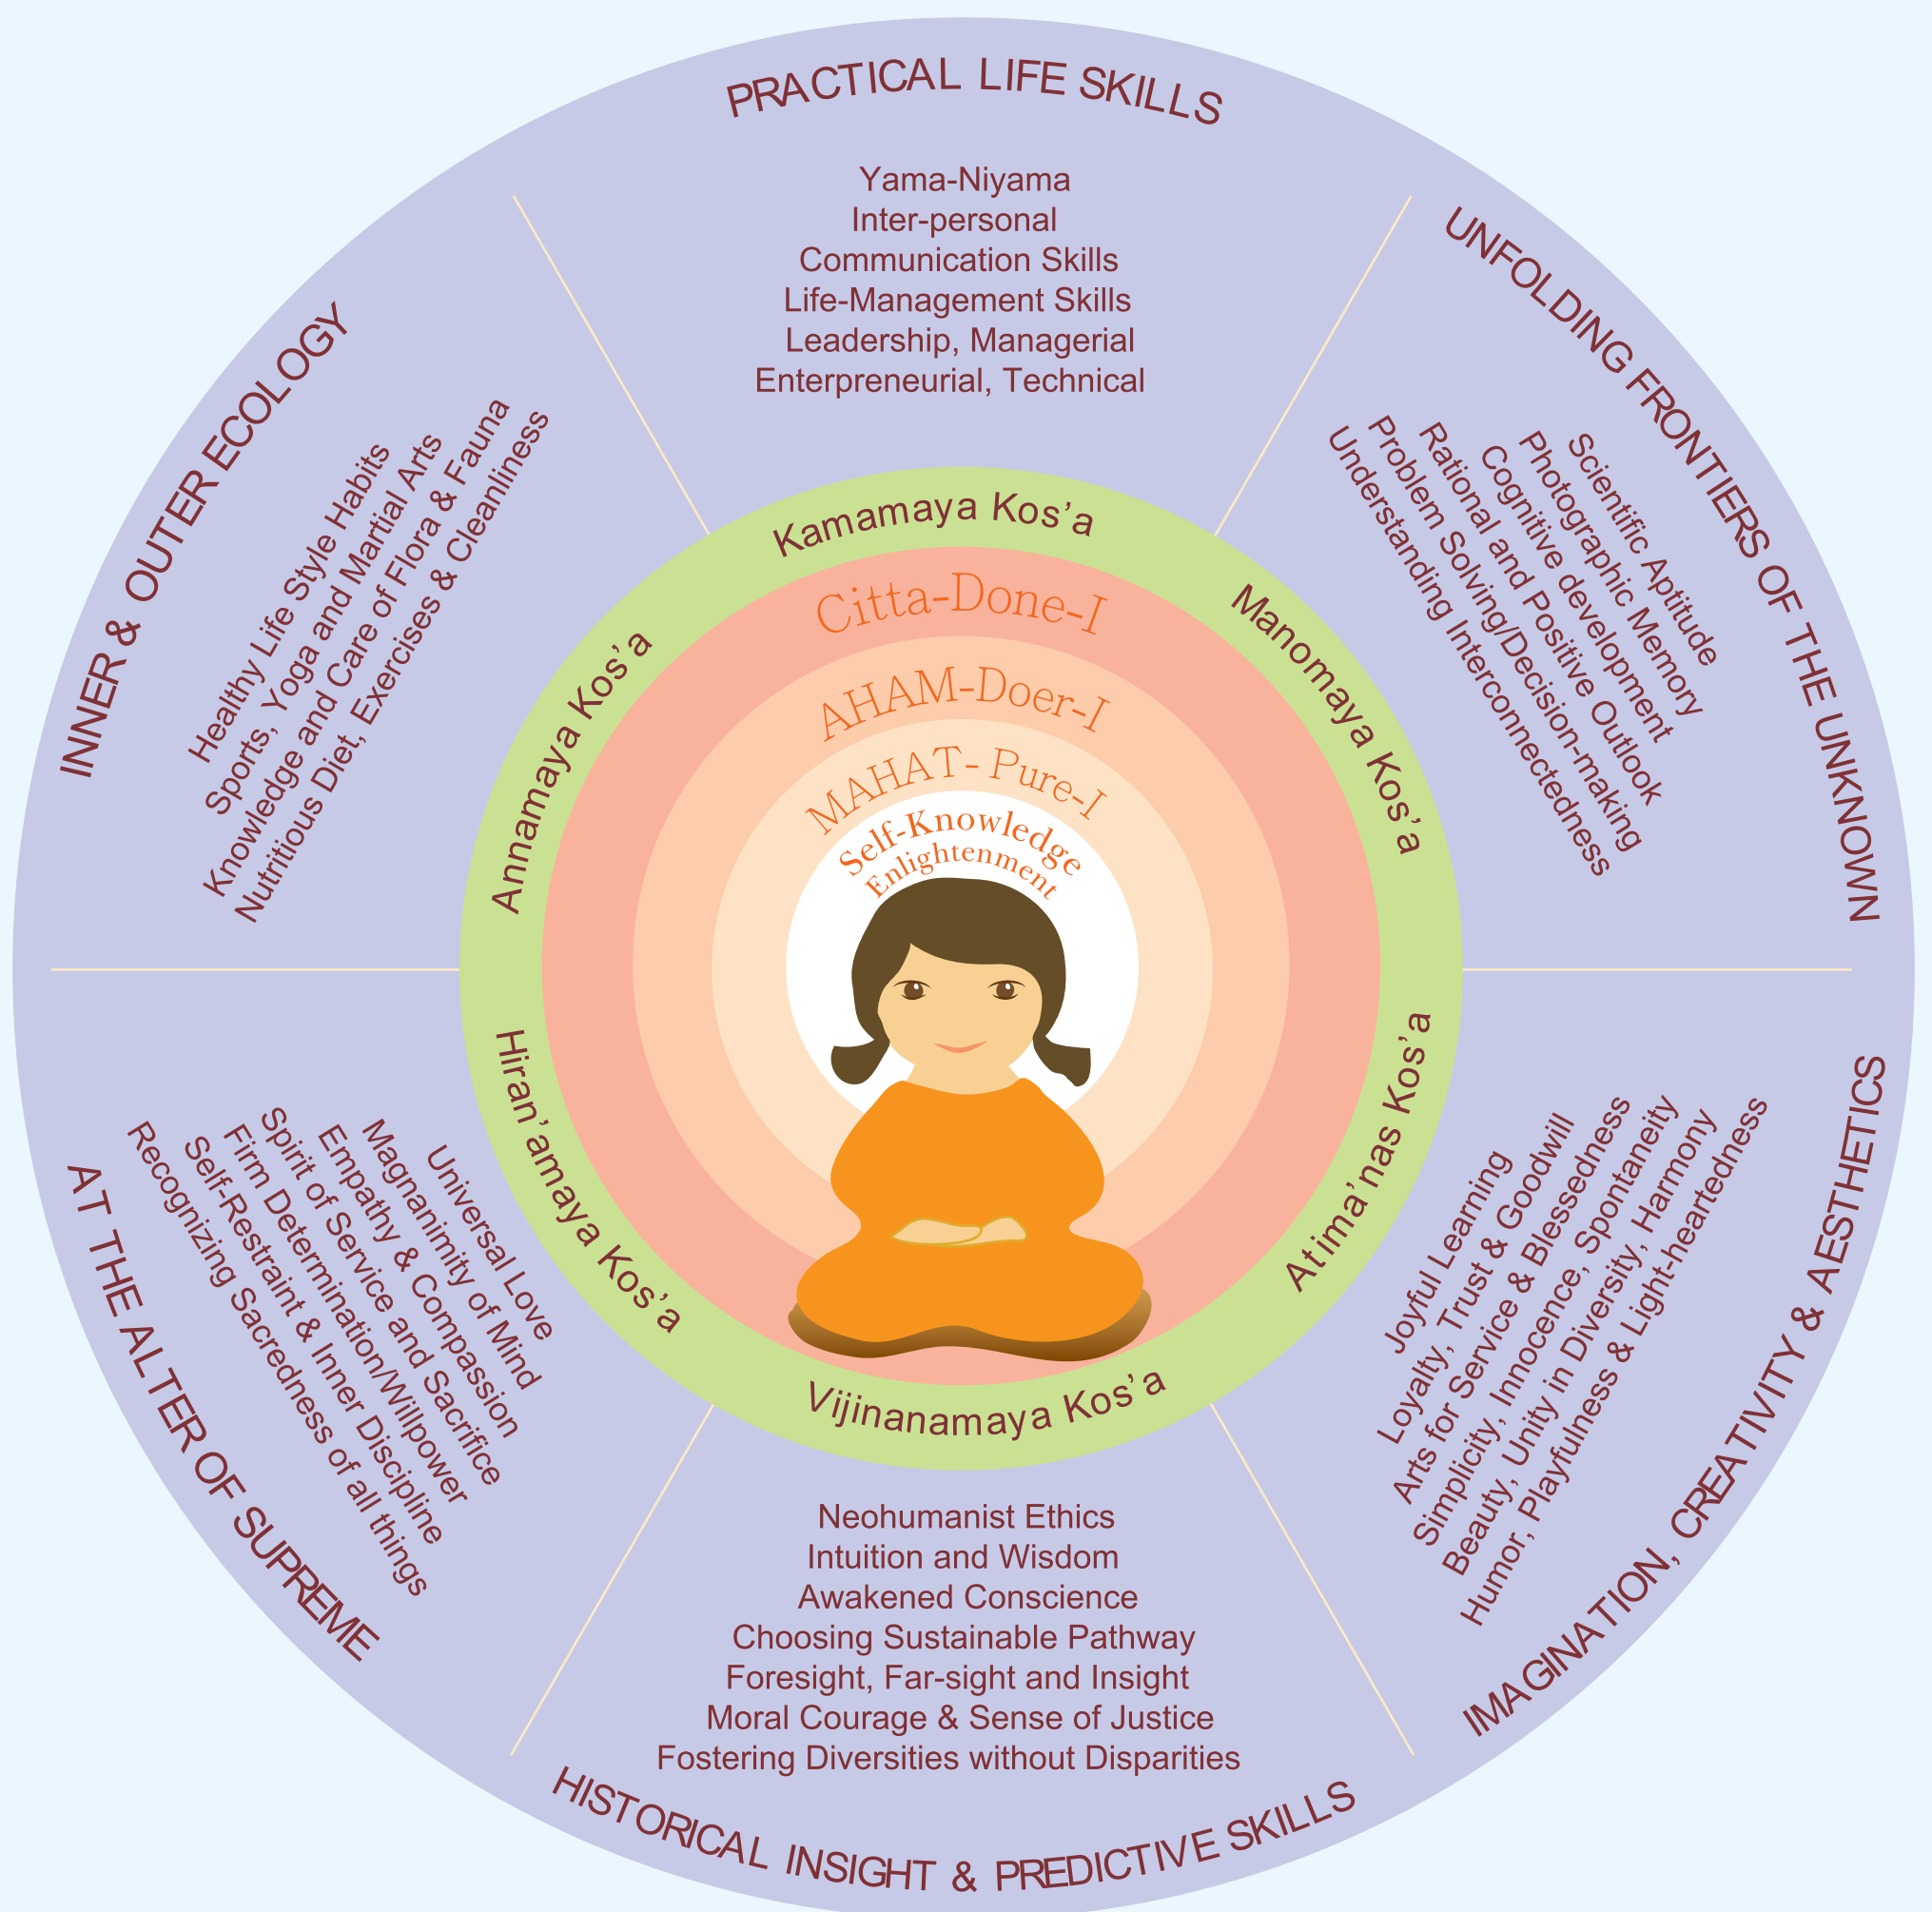 PRACTICAL LIFE SKILLS
Yama-Niyama
Inter-personal
Communication Skills
Life-Management Skills
Leadership, Managerial
Enterpreneurial, Technical
UNFOLDING FRONTIERS OF THE UNKNOWN
Scientific Aptitude
Photographic Memory
Cognitive development
Rational and Positive Outlook
Problem Solving/Decision-making
Understanding Interconnectedness
IMAGINATION, CREATIVITY & AESTHETICS
Joyful Learning
Loyalty, Trust & Goodwill
Arts for Service & Blessedness
Simplicity, Innocence, Spontaneity
Beauty, Unity in Diversity, Harmony
Humor, Playfulness & Light-heartedness
HISTORICAL INSIGHT & PREDICTIVE SKILLS
Neohumanist Ethics
Intuition and Wisdom
Awakened Conscience
Choosing Sustainable Pathway
Foresight, Far-sight and Insight
Moral Courage & Sense of Justice
Fostering Diversities without Disparities
AT THE ALTER OF SUPREME
Universal Love
Magnanimity of Mind
Empathy & Compassion
Spirit of Service and Sacrifice
Firm Determination/Willpower
Self-Restraint & Inner Discipline
Recognizing Sacredness of all things
INNER & OUTER ECOLOGY
Healthy Life Style Habits
Sports, Yoga and Martial Arts
Knowledge and Care of Flora & Fauna
Nutritious Diet, Exercises & Cleanliness
Kamamaya Kos’a
Manomaya Kos’a
Atima’nas Kos’a
Vijinanamaya Kos’a
Hiran’amaya Kos’a
Annamaya Kos’a
Citta-Done-I
AHAM-Doer-I
MAHAT- Pure-I
Self-Knowledge
Enlightenment